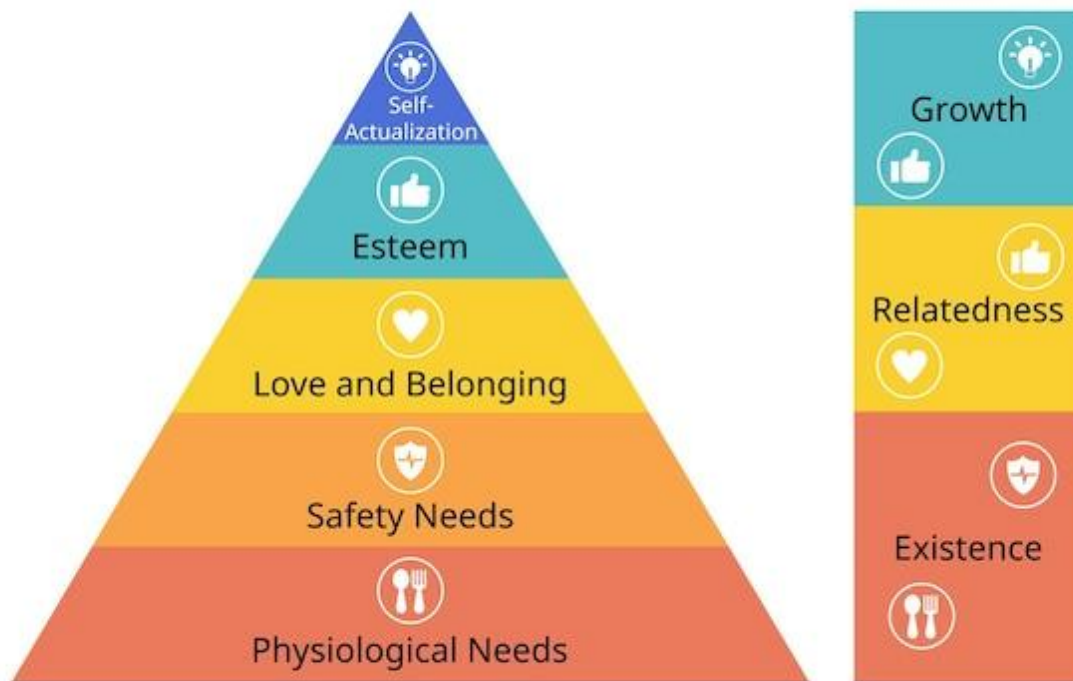 Self-
Actualization
Esteem
Love and Belonging
Safety Needs
Physiological Needs
Growth
Relatedness
Existence